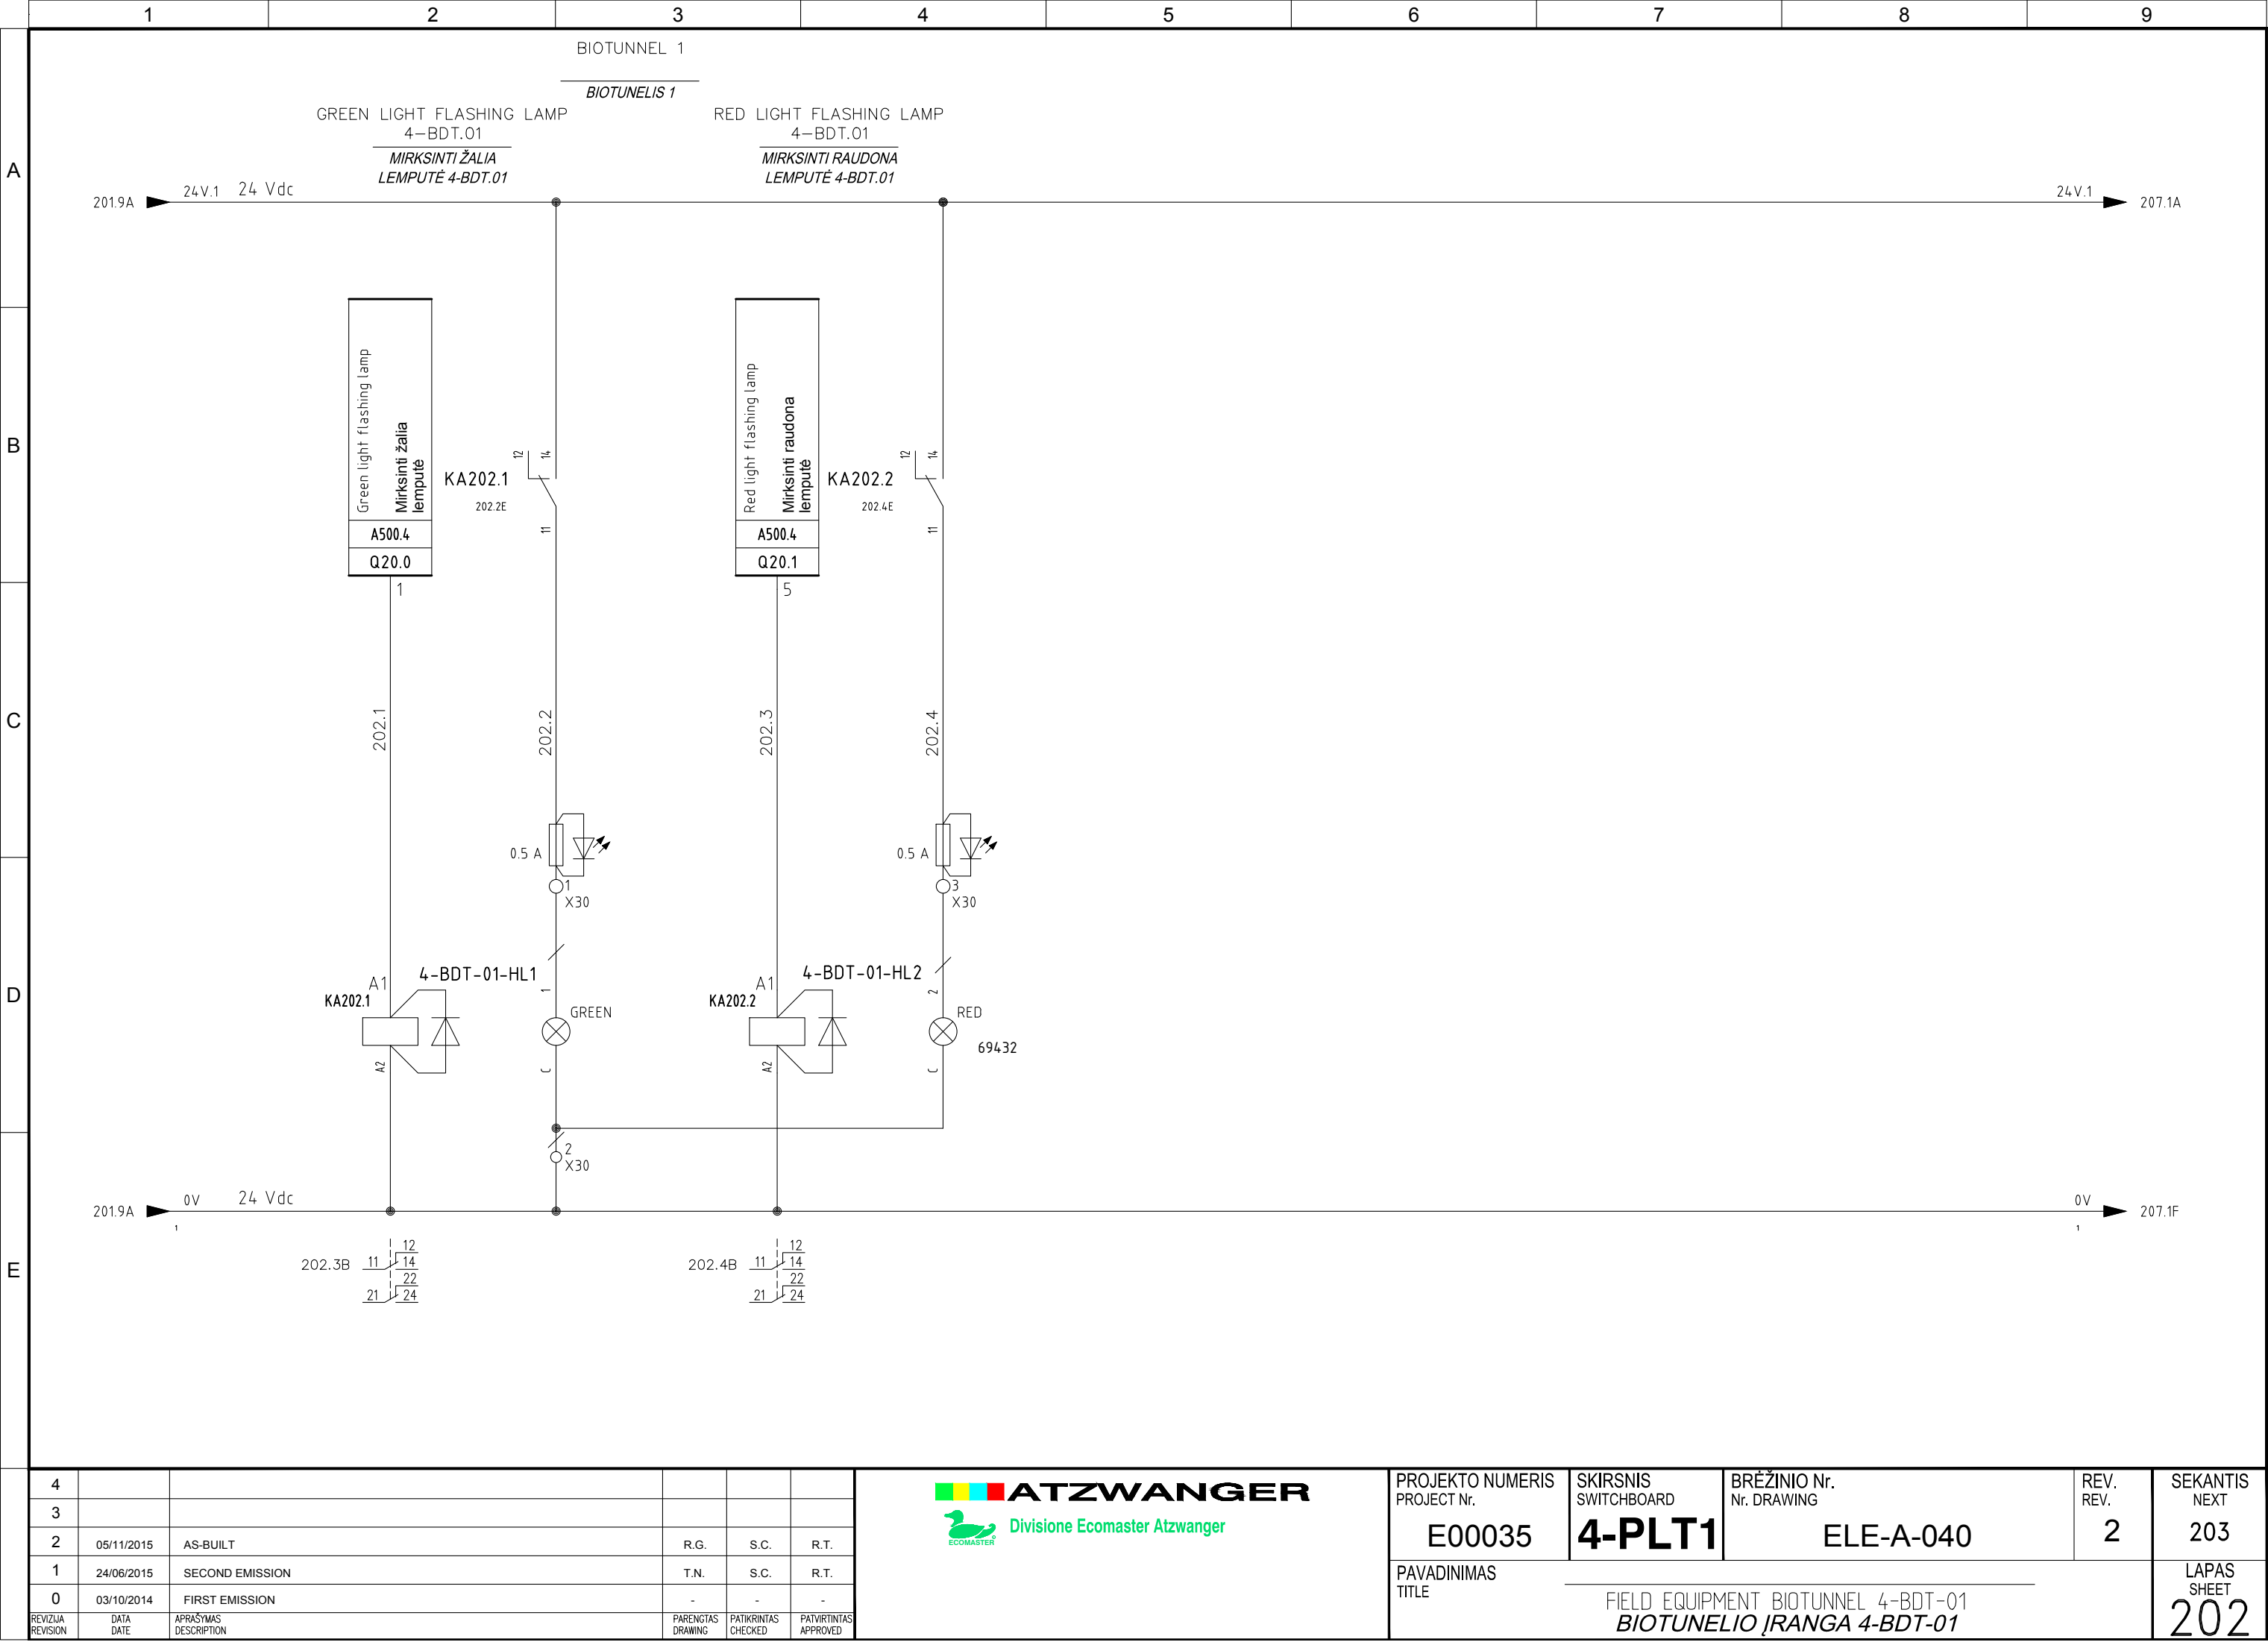 1 2 3 4 5 6 7 8 9
BIOTUNNEL 1
BIOTUNELIS 1
GREEN LIGHT FLASHING LAMP
4-BDT.01
MIRKSINTI ŽALIA
LEMPUTĖ 4-BDT.01
RED LIGHT FLASHING LAMP
4-BDT.01
MIRKSINTI RAUDONA
LEMPUTĖ 4-BDT.01
A
201.9A 24V.1 24 Vdc
24V.1 207.1A
Green light flashing lamp
Mirksinti žalia
lemputė
A500.4
Q20.0
1
B
12 14
KA202.1
202.2E
11
Red light flashing lamp
Mirksinti raudona
lemputė
A500.4
Q20.1
5
12 14
KA202.2
202.4E
11
C
202.1
202.2
202.3
202.4
0.5 A
1
X30
0.5 A
3
X30
D
A1
KA202.1
A2
4-BDT-01-HL1
1
GREEN
C
A1
KA202.2
A2
4-BDT-01-HL2
2
RED
69432
C
2
X30
201.9A 0V 24 Vdc
1
0V 207.1F
1
E
202.3B 11 12 14
21 22 24
202.4B 11 12 14
21 22 24
4
3
2 05/11/2015 AS-BUILT R.G. S.C. R.T.
1 24/06/2015 SECOND EMISSION T.N. S.C. R.T.
0 03/10/2014 FIRST EMISSION - - -
REVIZIJA DATA APRAŠYMAS PARENGTAS PATIKRINTAS PATVIRTINTAS
REVISION DATE DESCRIPTION DRAWING CHECKED APPROVED
ATZWANGER
Divisione Ecomaster Atzwanger
ECOMASTER
PROJEKTO NUMERIS
PROJECT Nr.
E00035
SKIRSNIS
SWITCHBOARD
4-PLT1
BRĖŽINIO Nr.
Nr. DRAWING
ELE-A-040
REV.
REV.
2
SEKANTIS
NEXT
203
PAVADINIMAS
TITLE
FIELD EQUIPMENT BIOTUNNEL 4-BDT-01
BIOTUNELIO ĮRANGA 4-BDT-01
LAPAS
SHEET
202